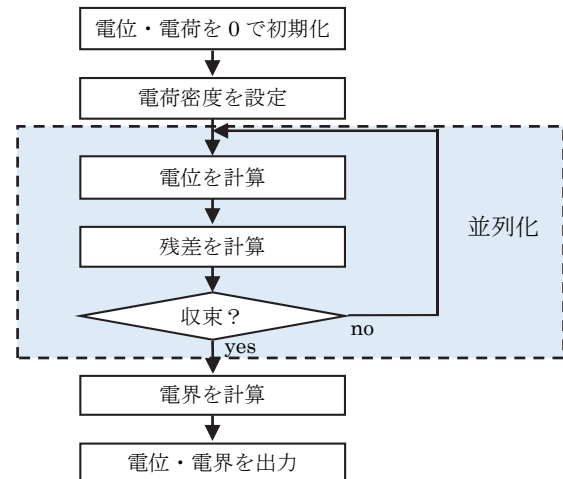 電位・電荷を 0 で初期化
電荷密度を設定
電位を計算
残差を計算
並列化
収束？
no
yes
電界を計算
電位・電界を出力